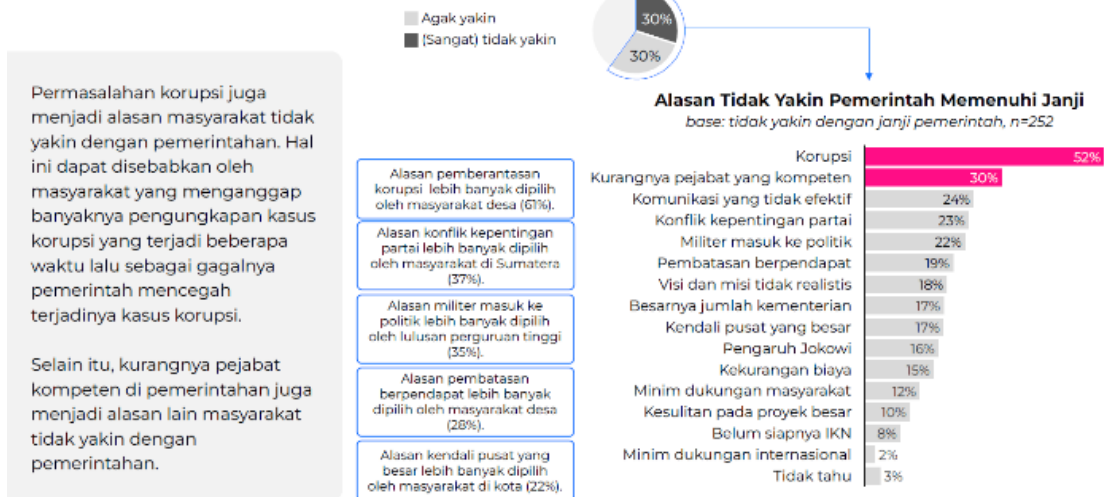 Agak yakin
(Sangat) tidak yakin
30%
30%
Permasalahan korupsi juga
menjadi alasan masyarakat tidak
yakin dengan pemerintahan. Hal
ini dapat disebabkan oleh
masyarakat yang menganggap
banyaknya pengungkapan kasus
korupsi yang terjadi beberapa
waktu lalu sebagai gagalnya
pemerintah mencegah
terjadinya kasus korupsi.
Selain itu, kurangnya pejabat
kompeten di pemerintahan juga
menjadi alasan lain masyarakat
tidak yakin dengan
pemerintahan.
Alasan pemberantasan
korupsi lebih banyak dipilih
oleh masyarakat desa (61%).
Alasan konflik kepentingan
partai lebih banyak dipilih
oleh masyarakat di Sumatera
(37%).
Alasan militer masuk ke
politik lebih banyak dipilih
oleh lulusan perguruan tinggi
(35%).
Alasan pembatasan
berpendapat lebih banyak
dipilih oleh masyarakat desa
(28%).
Alasan kendali pusat yang
besar lebih banyak dipilih
oleh masyarakat di kota (22%).
Alasan Tidak Yakin Pemerintah Memenuhi Janji
base: tidak yakin dengan janji pemerintah, n=252
Korupsi 52%
Kurangnya pejabat yang kompeten 30%
Komunikasi yang tidak efektif 24%
Konflik kepentingan partai 23%
Militer masuk ke politik 22%
Pembatasan berpendapat 19%
Visi dan misi tidak realistis 18%
Besarnya jumlah kementerian 17%
Kendali pusat yang besar 17%
Pengaruh Jokowi 16%
Kekurangan biaya 15%
Minim dukungan masyarakat 12%
Kesulitan pada proyek besar 10%
Belum siapnya IKN 8%
Minim dukungan internasional 2%
Tidak tahu 3%